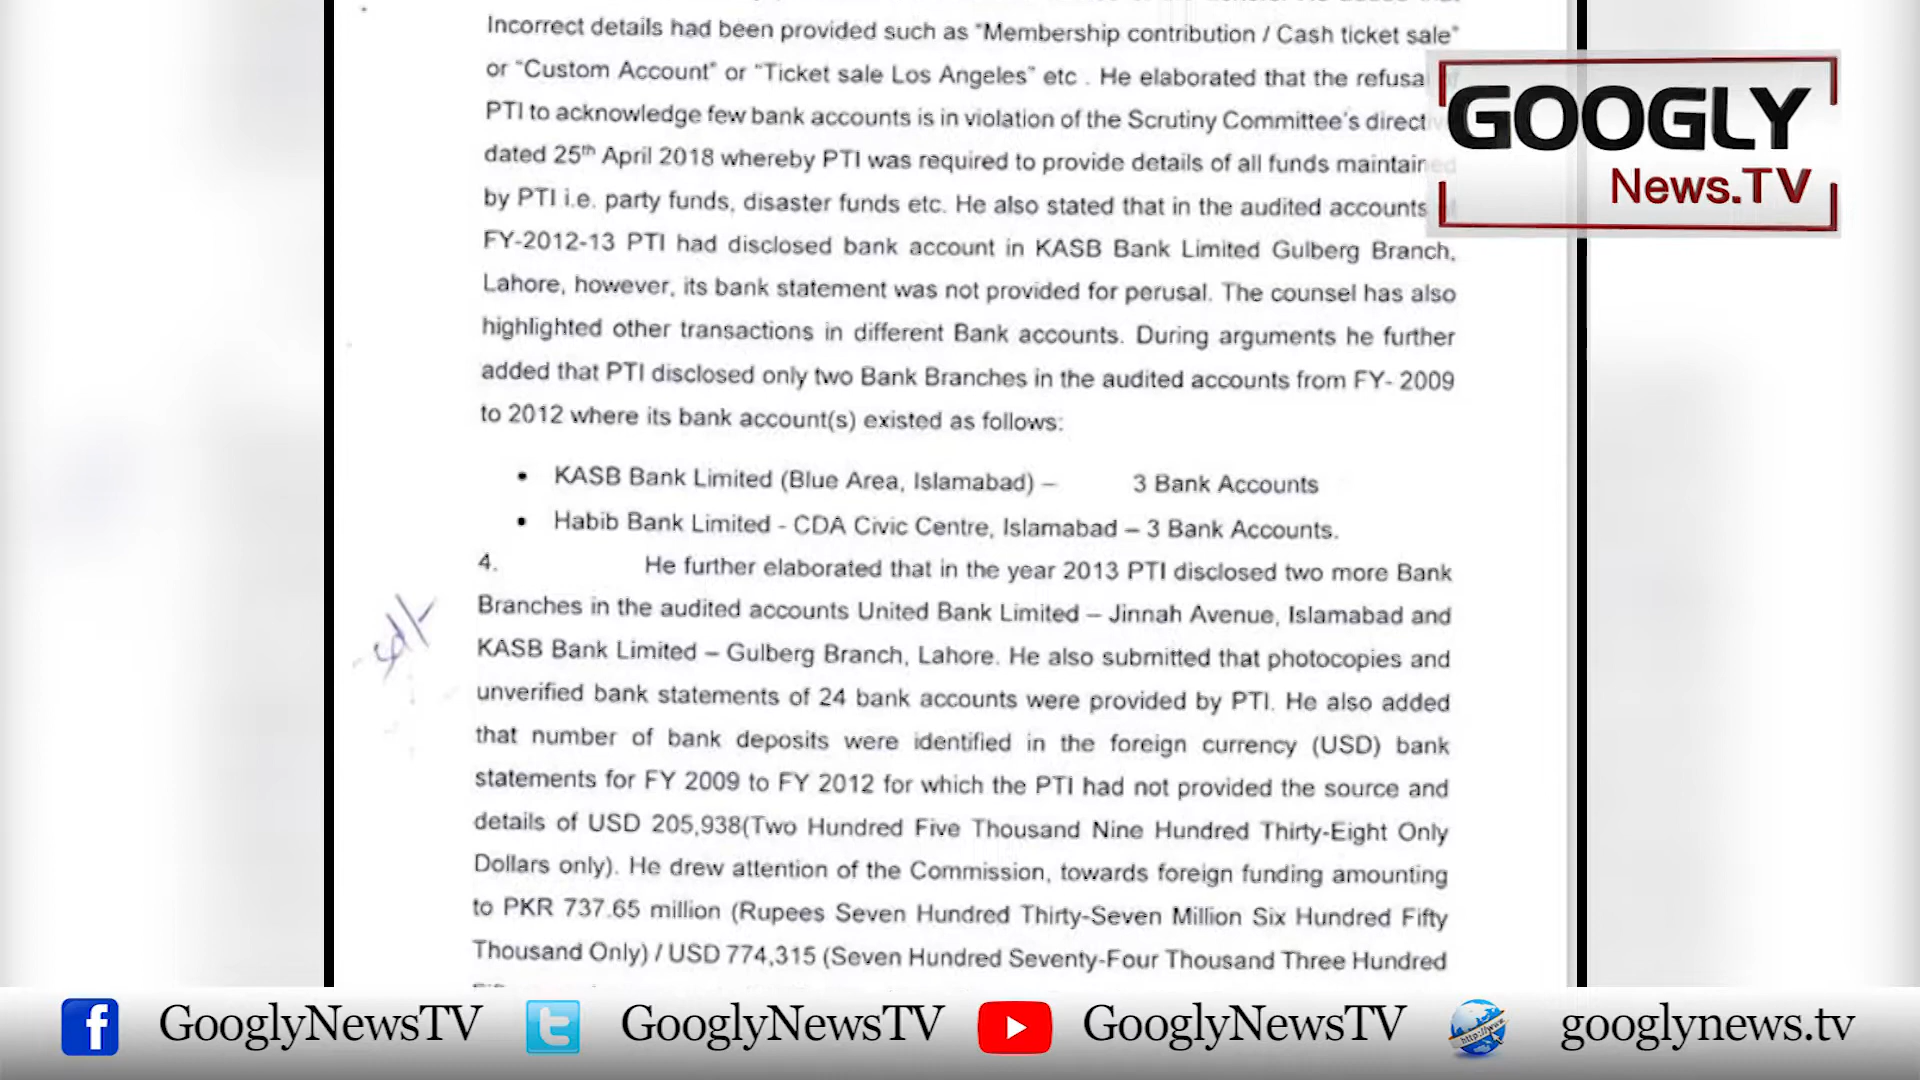 Incorrect details had been provided such as "Membership contribution / Cash ticket sale"
or "Custom Account" or "Ticket sale Los Angeles" etc . He elaborated that the refusal
PTI to acknowledge few bank accounts is in violation of the Scrutiny Committee's
dated 25th April 2018 whereby PTI was required to provide details of all funds maintained
by PTI i.e. party funds, disaster funds etc. He also stated that in the audited accounts
FY-2012-13 PTI had disclosed bank account in KASB Bank Limited Gulberg Branch,
Lahore, however, its bank statement was not provided for perusal. The counsel has also
highlighted other transactions in different Bank accounts. During arguments he further
added that PTI disclosed only two Bank Branches in the audited accounts from FY- 2009
to 2012 where its bank account(s) existed as follows:
• KASB Bank Limited (Blue Area, Islamabad) – 3 Bank Accounts
• Habib Bank Limited - CDA Civic Centre, Islamabad – 3 Bank Accounts.
4. He further elaborated that in the year 2013 PTI disclosed two more Bank
Branches in the audited accounts United Bank Limited – Jinnah Avenue, Islamabad and
KASB Bank Limited – Gulberg Branch, Lahore. He also submitted that photocopies and
unverified bank statements of 24 bank accounts were provided by PTI. He also added
that number of bank deposits were identified in the foreign currency (USD) bank
statements for FY 2009 to FY 2012 for which the PTI had not provided the source and
details of USD 205,938(Two Hundred Five Thousand Nine Hundred Thirty-Eight Only
Dollars only). He drew attention of the Commission, towards foreign funding amounting
to PKR 737.65 million (Rupees Seven Hundred Thirty-Seven Million Six Hundred Fifty
Thousand Only) / USD 774,315 (Seven Hundred Seventy-Four Thousand Three Hundred
GOOGLY
News.TV
GooglyNewsTV GooglyNewsTV GooglyNewsTV googlynews.tv